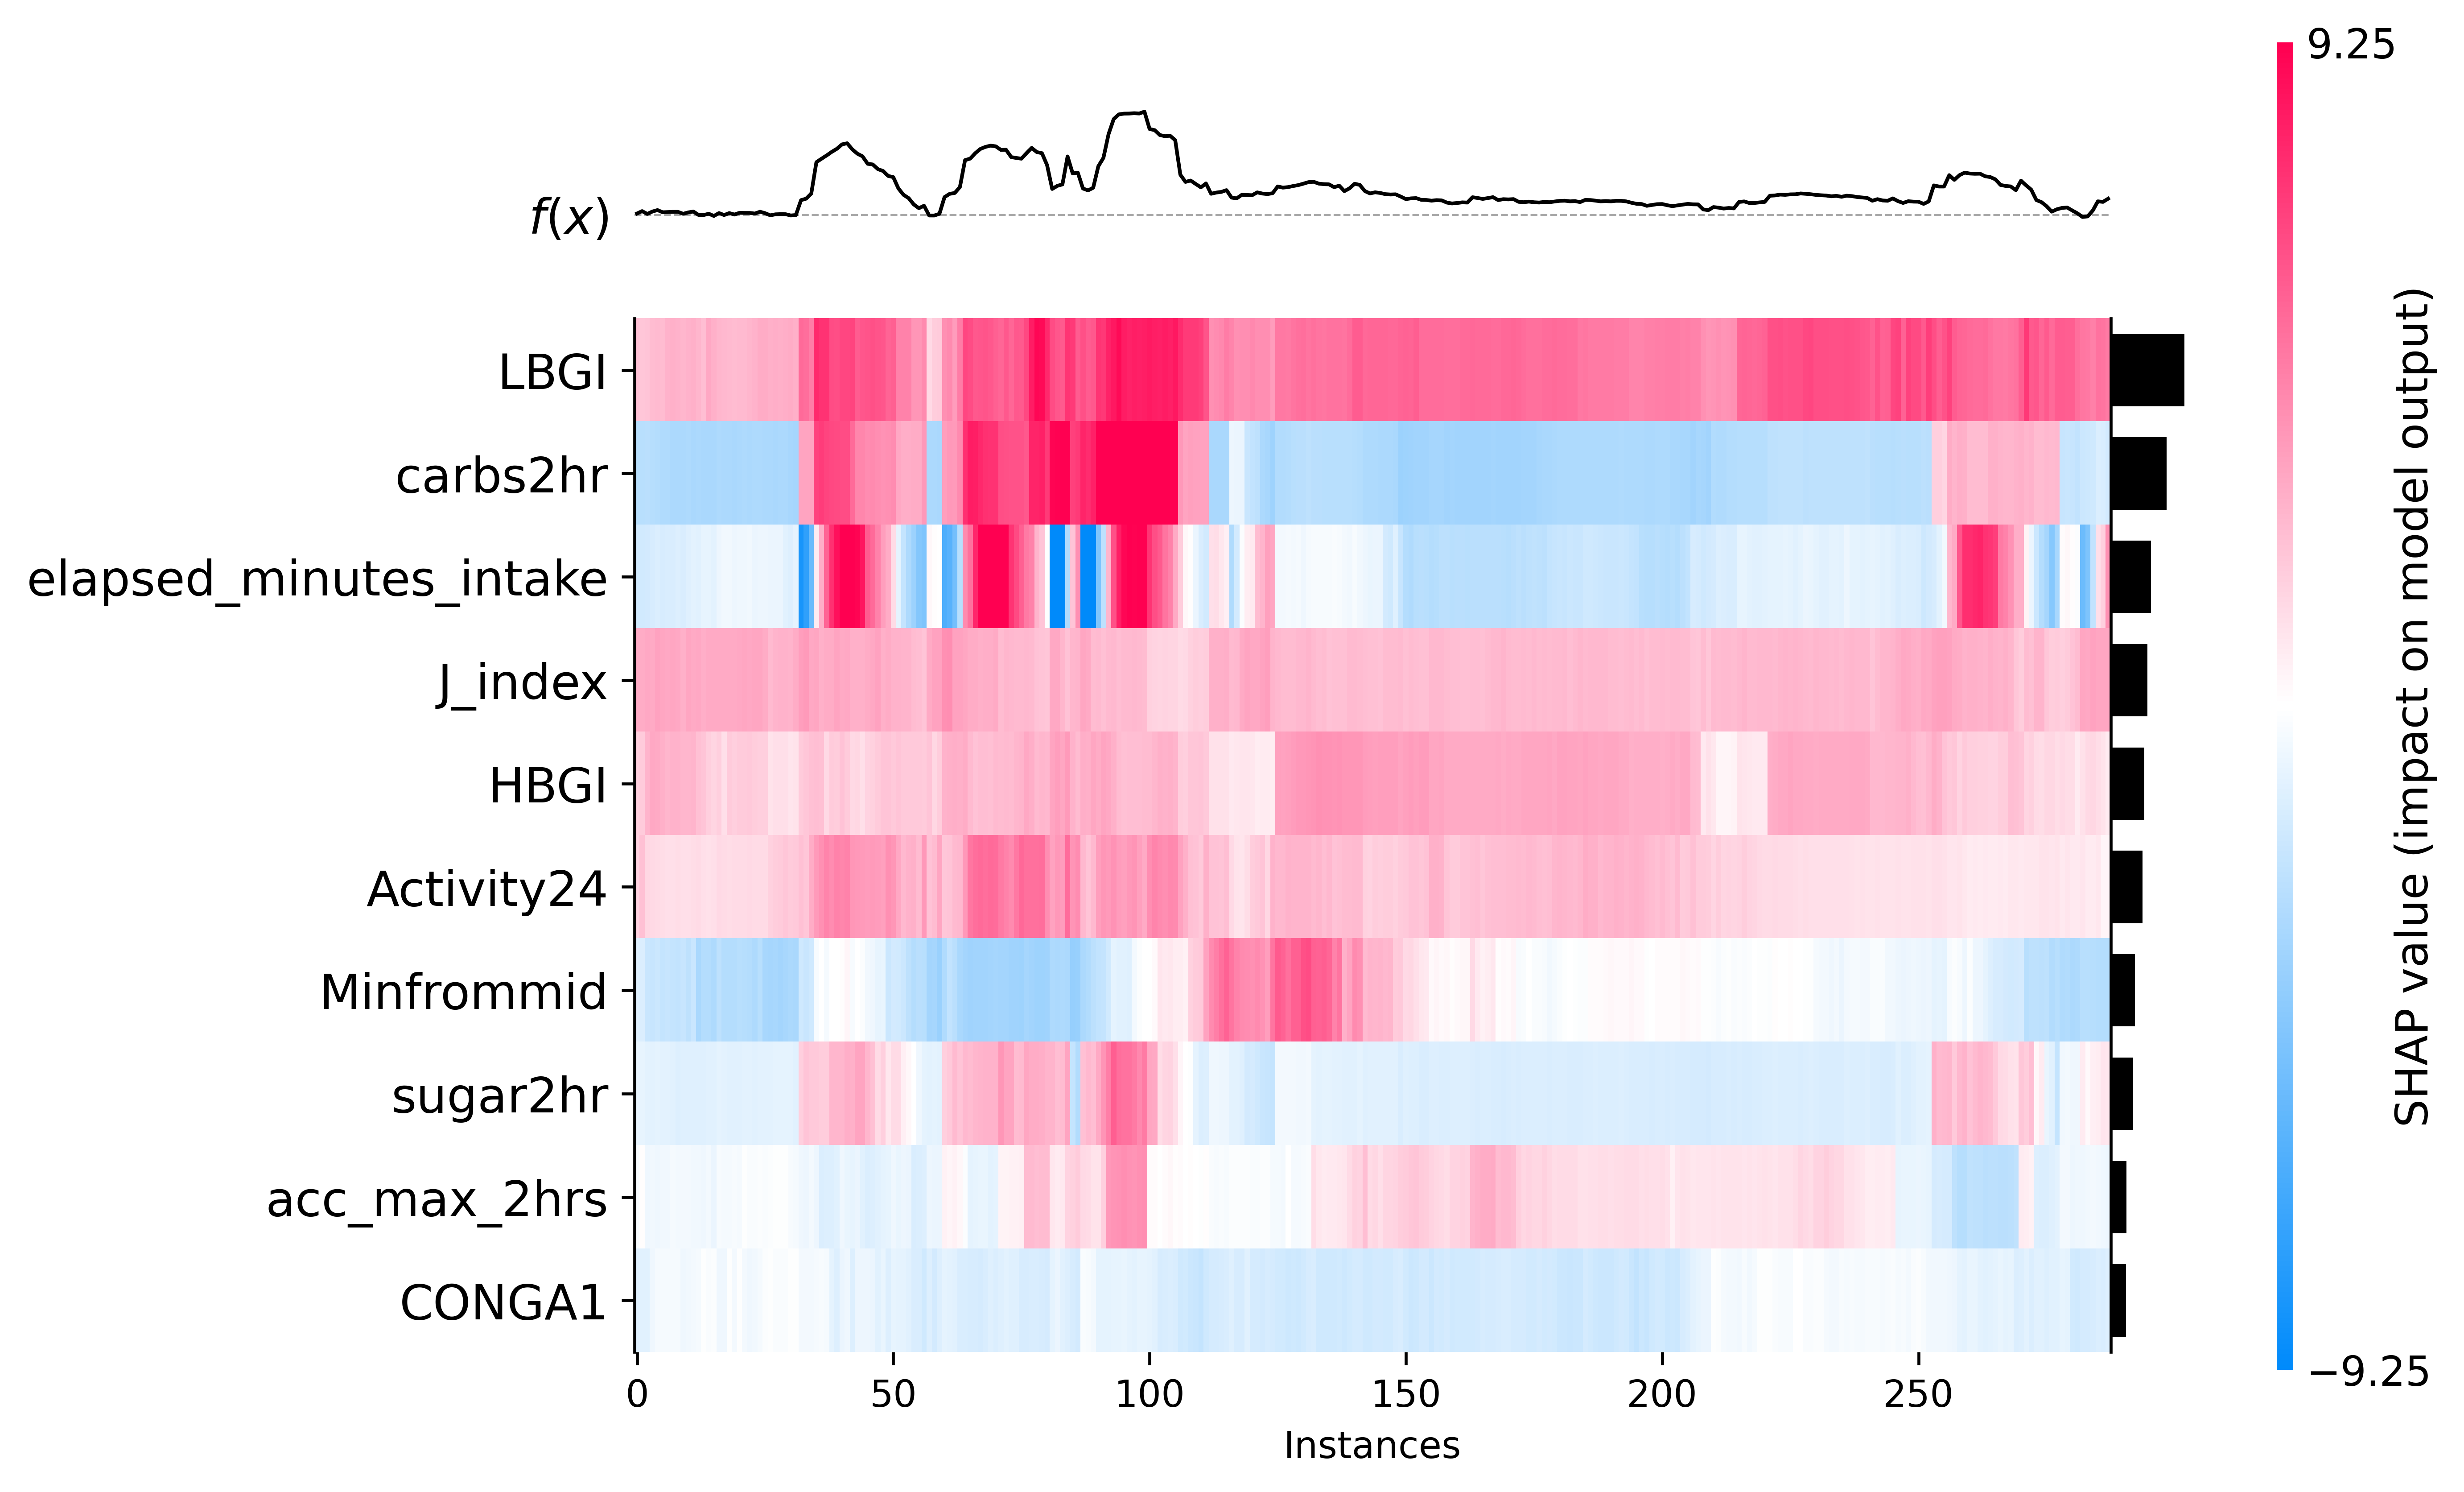 9.25
f(x)
LBGI
carbs2hr
elapsed_minutes_intake
J_index
HBGI
Activity24
Minfrommid
sugar2hr
acc_max_2hrs
CONGA1
0 50 100 150 200 250
Instances
−9.25
SHAP value (impact on model output)